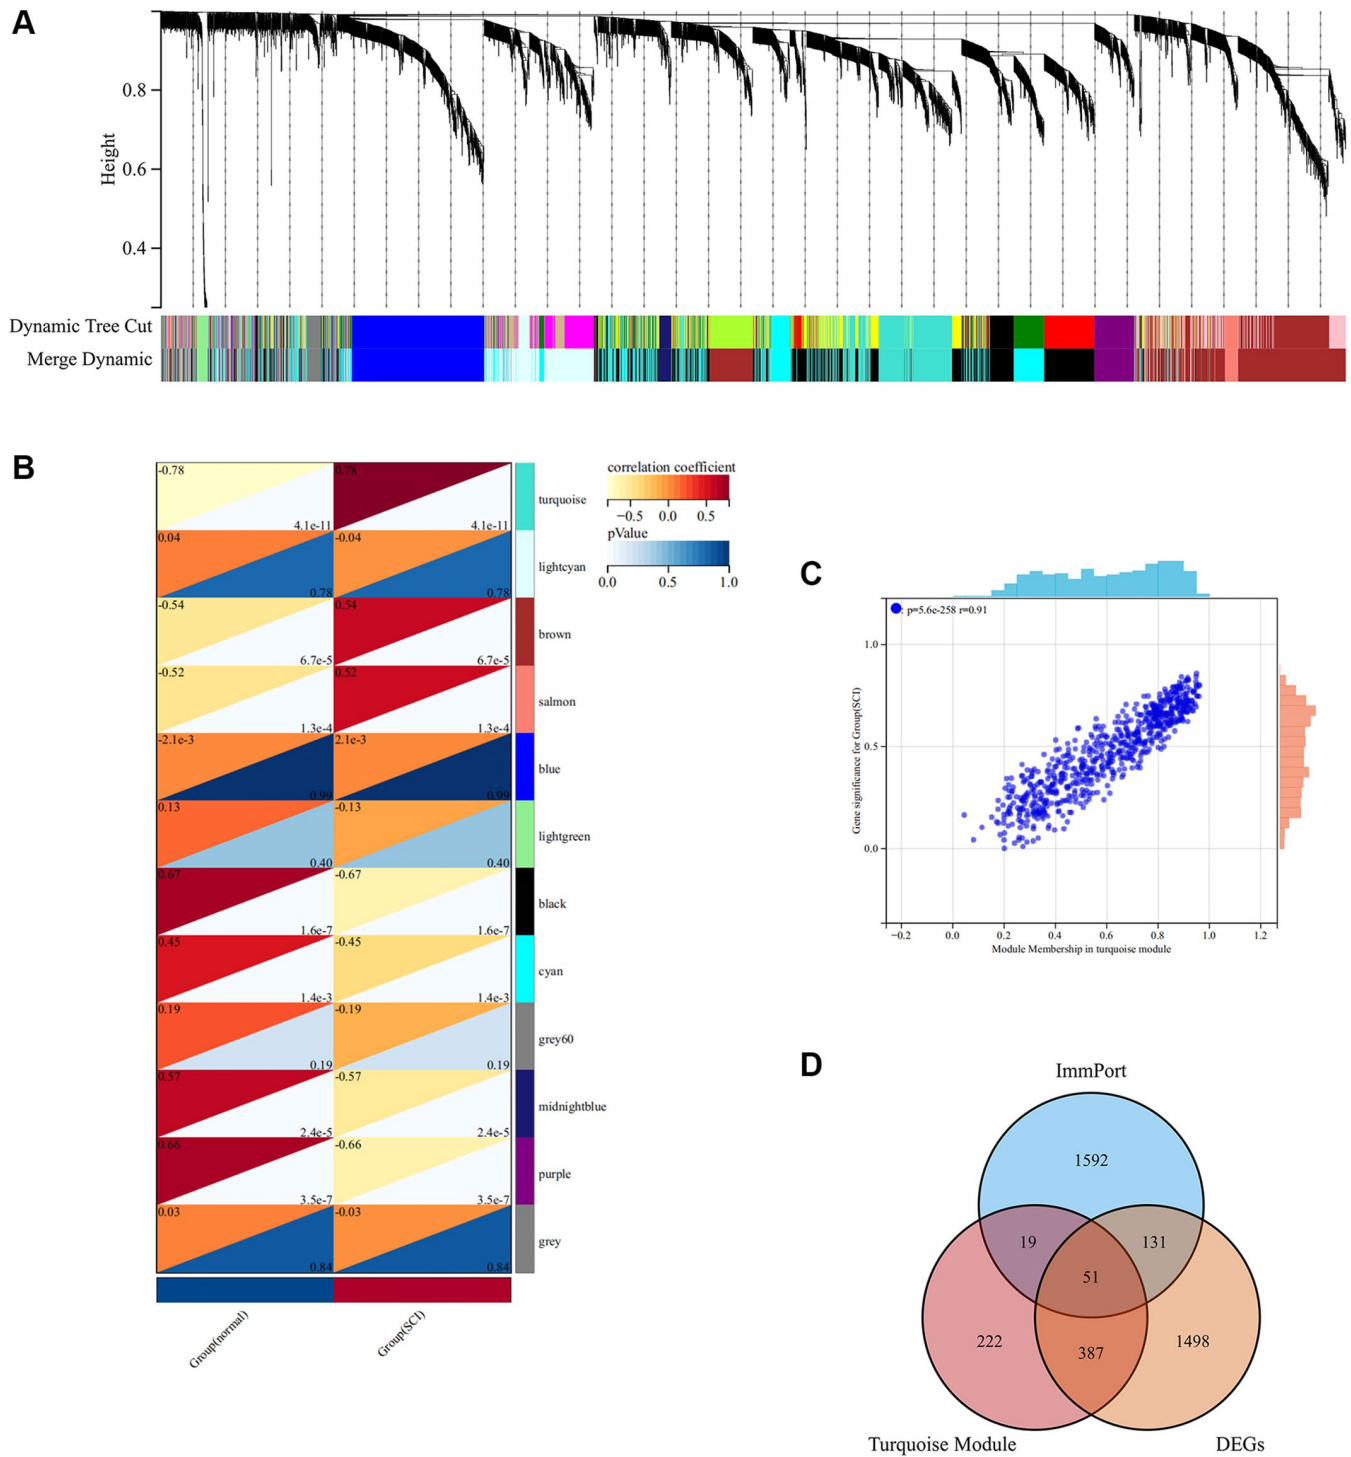 A
0.8
0.6
0.4
Height
Dynamic Tree Cut
Merge Dynamic
B
-0.78 0.78
4.1e-11 4.1e-11
turquoise
0.04 -0.04
0.78 0.78
lightcyan
-0.54 0.54
6.7e-5 6.7e-5
brown
-0.52 0.52
1.3e-4 1.3e-4
salmon
-2.1e-3 2.1e-3
0.99 0.99
blue
0.13 -0.13
0.40 0.40
lightgreen
0.67 -0.67
1.6e-7 1.6e-7
black
0.45 -0.45
1.4e-3 1.4e-3
cyan
0.19 -0.19
0.19 0.19
grey60
0.57 -0.57
2.4e-5 2.4e-5
midnightblue
0.66 -0.66
3.5e-7 3.5e-7
purple
0.03 -0.03
0.84 0.84
grey
Group(normal) Group(SCI)
correlation coefficient
−0.5 0.0 0.5
pValue
0.0 0.5 1.0
C
: p=5.6e-258 r=0.91
1.0
0.5
0.0
Gene significance for Group(SCI)
−0.2 0.0 0.2 0.4 0.6 0.8 1.0 1.2
Module Membership in turquoise module
D
ImmPort
1592
19 131
51
222 387 1498
Turquoise Module DEGs